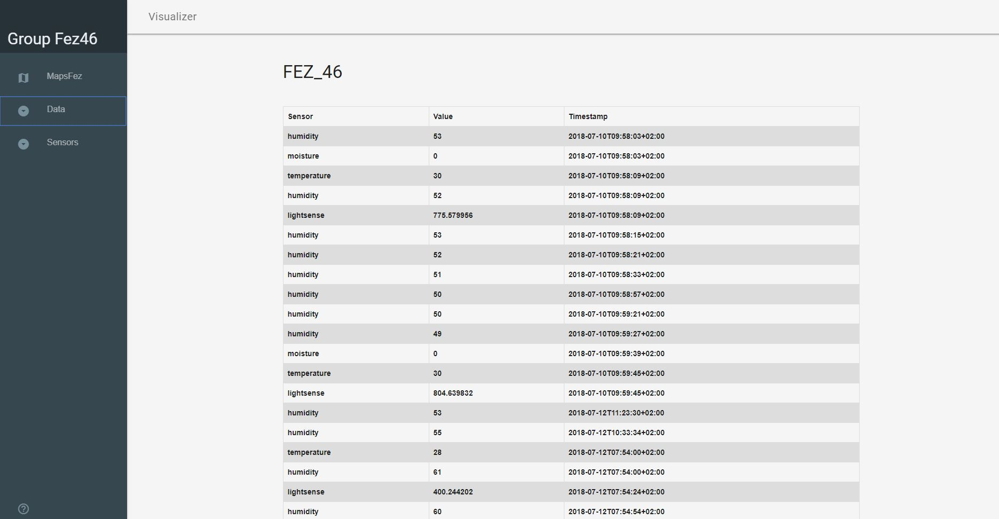 Group Fez46
MapsFez
Data
Sensors
Visualizer
FEZ_46
Sensor Value Timestamp
humidity 53 2018-07-10T09:58:03+02:00
moisture 0 2018-07-10T09:58:03+02:00
temperature 30 2018-07-10T09:58:09+02:00
humidity 52 2018-07-10T09:58:09+02:00
lightsense 775.579956 2018-07-10T09:58:09+02:00
humidity 53 2018-07-10T09:58:15+02:00
humidity 52 2018-07-10T09:58:21+02:00
humidity 51 2018-07-10T09:58:33+02:00
humidity 50 2018-07-10T09:58:57+02:00
humidity 50 2018-07-10T09:59:21+02:00
humidity 49 2018-07-10T09:59:27+02:00
moisture 0 2018-07-10T09:59:39+02:00
temperature 30 2018-07-10T09:59:45+02:00
lightsense 804.639832 2018-07-10T09:59:45+02:00
humidity 53 2018-07-12T11:23:30+02:00
humidity 55 2018-07-12T10:33:34+02:00
temperature 28 2018-07-12T07:54:00+02:00
humidity 61 2018-07-12T07:54:00+02:00
lightsense 400.244202 2018-07-12T07:54:24+02:00
humidity 60 2018-07-12T07:54:54+02:00